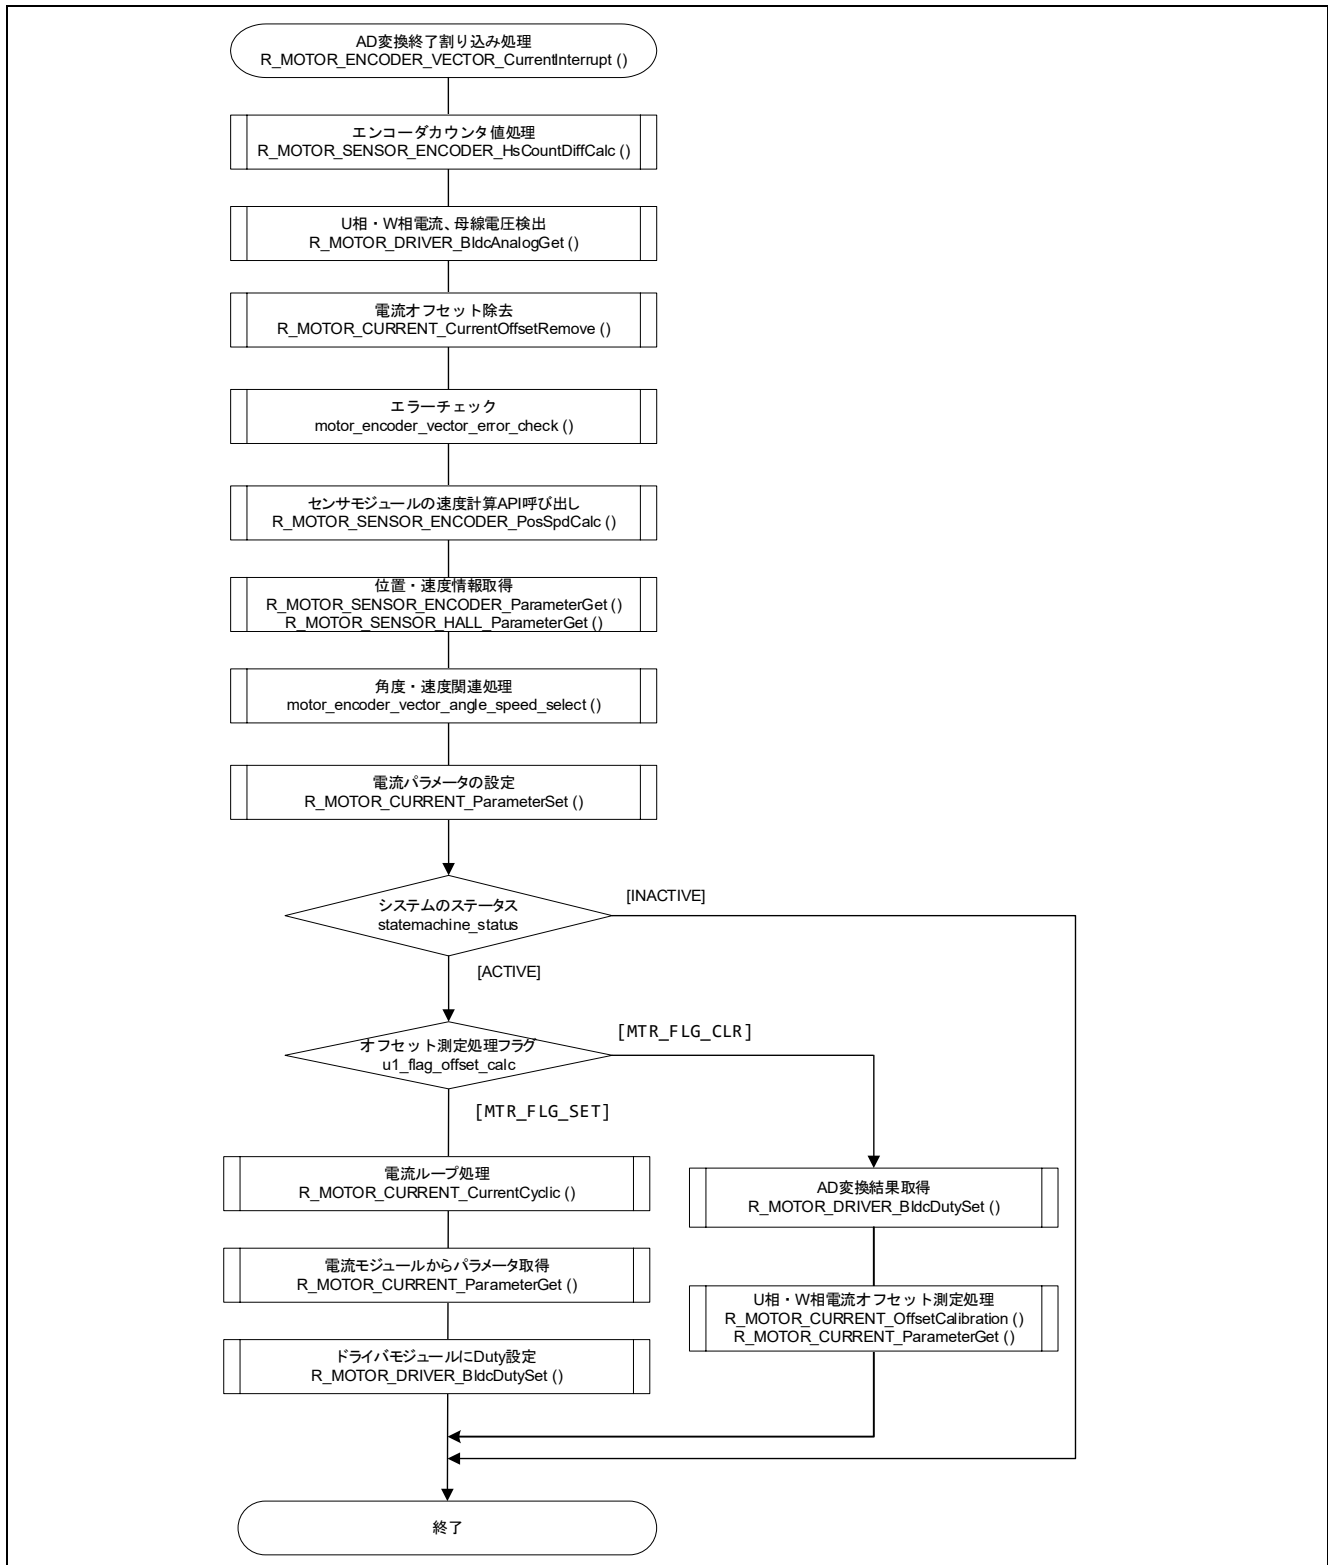 AD変換終了割り込み処理
R_MOTOR_ENCODER_VECTOR_CurrentInterrupt ()
エンコーダカウンタ値処理
R_MOTOR_SENSOR_ENCODER_HsCountDiffCalc ()
U相・W相電流、母線電圧検出
R_MOTOR_DRIVER_BldcAnalogGet ()
電流オフセット除去
R_MOTOR_CURRENT_CurrentOffsetRemove ()
エラーチェック
motor_encoder_vector_error_check ()
センサモジュールの速度計算API呼び出し
R_MOTOR_SENSOR_ENCODER_PosSpdCalc ()
位置・速度情報取得
R_MOTOR_SENSOR_ENCODER_ParameterGet ()
R_MOTOR_SENSOR_HALL_ParameterGet ()
角度・速度関連処理
motor_encoder_vector_angle_speed_select ()
電流パラメータの設定
R_MOTOR_CURRENT_ParameterSet ()
システムのステータス
statemachine_status
[INACTIVE]
[ACTIVE]
オフセット測定処理フラグ
u1_flag_offset_calc
[MTR_FLG_CLR]
[MTR_FLG_SET]
電流ループ処理
R_MOTOR_CURRENT_CurrentCyclic ()
電流モジュールからパラメータ取得
R_MOTOR_CURRENT_ParameterGet ()
ドライバモジュールにDuty設定
R_MOTOR_DRIVER_BldcDutySet ()
AD変換結果取得
R_MOTOR_DRIVER_BldcDutySet ()
U相・W相電流オフセット測定処理
R_MOTOR_CURRENT_OffsetCalibration ()
R_MOTOR_CURRENT_ParameterGet ()
終了